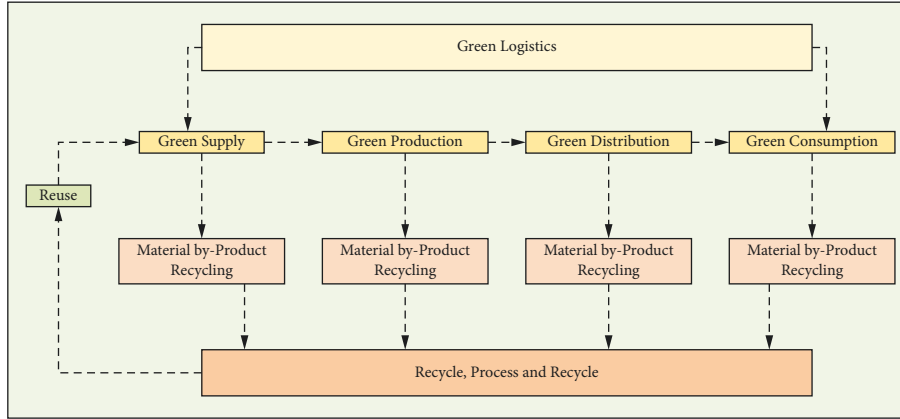 Green Logistics
Green Supply
Green Production
Green Distribution
Green Consumption
Reuse
Material by-Product
Recycling
Material by-Product
Recycling
Material by-Product
Recycling
Material by-Product
Recycling
Recycle, Process and Recycle